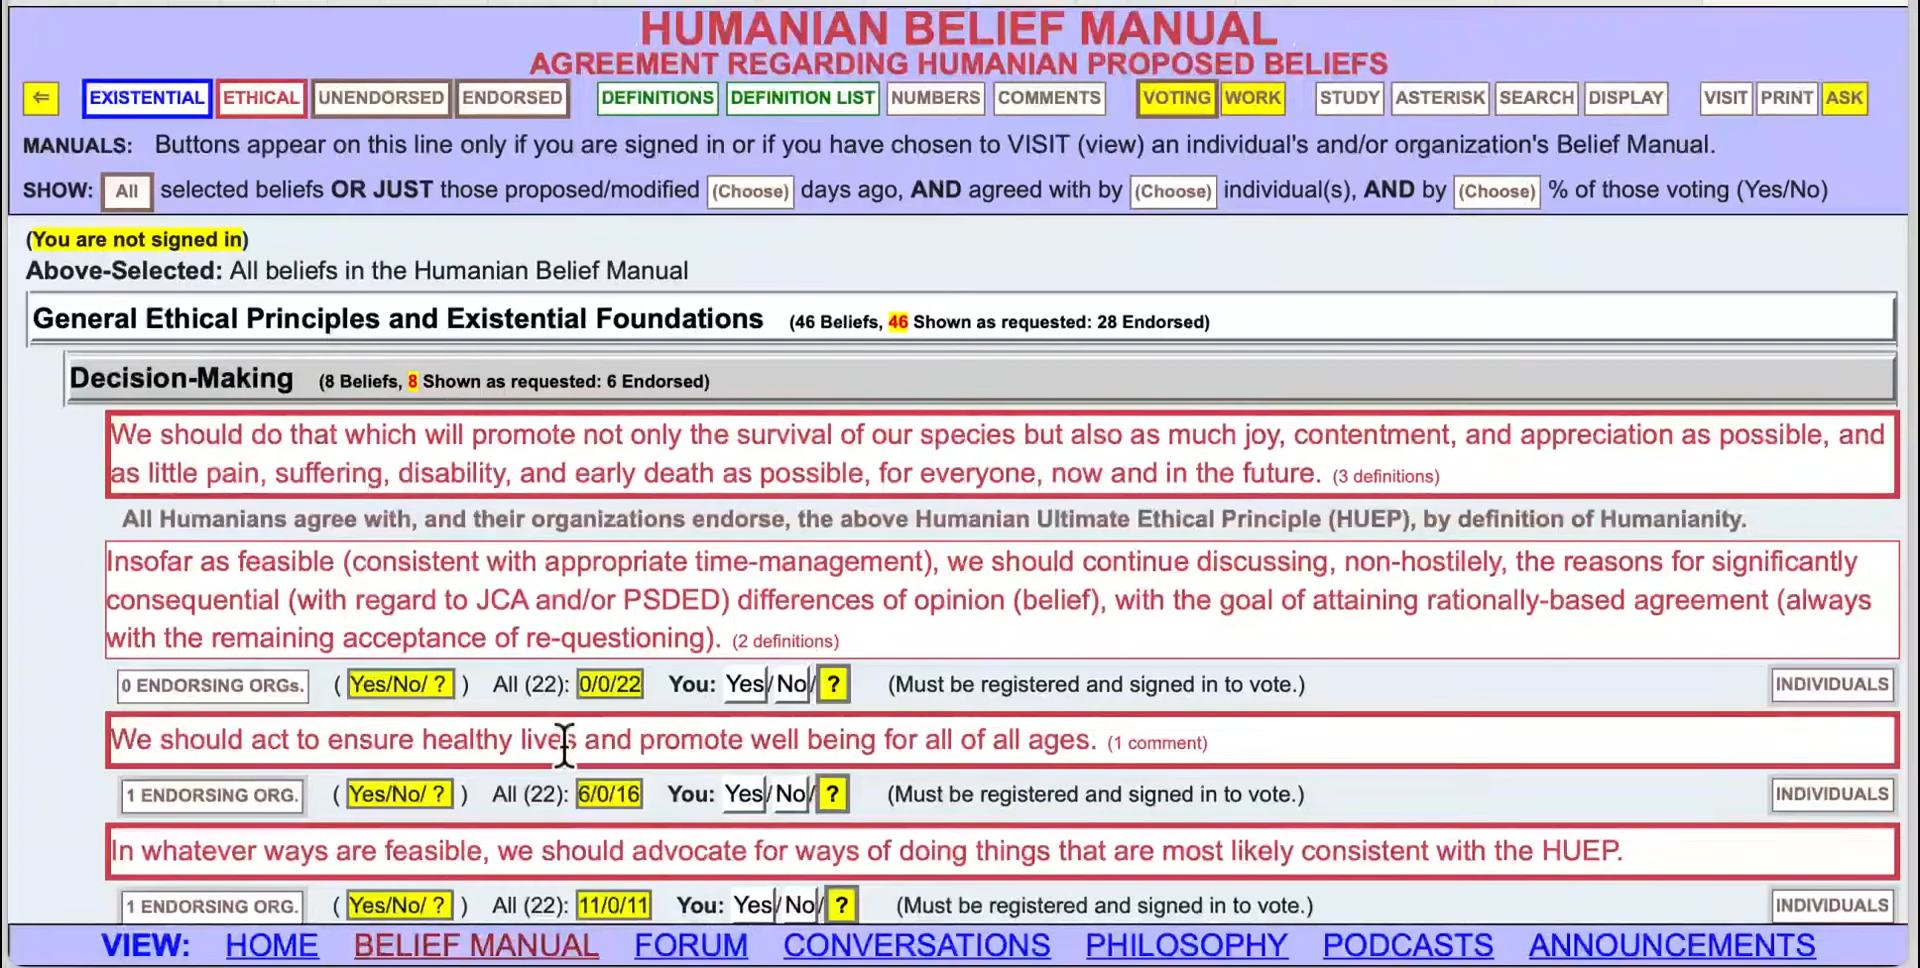 HUMANIAN BELIEF MANUAL
AGREEMENT REGARDING HUMANIAN PROPOSED BELIEFS
⇐ EXISTENTIAL ETHICAL UNENDORSED ENDORSED DEFINITIONS DEFINITION LIST NUMBERS COMMENTS VOTING WORK STUDY ASTERISK SEARCH DISPLAY VISIT PRINT ASK
MANUALS: Buttons appear on this line only if you are signed in or if you have chosen to VISIT (view) an individual's and/or organization's Belief Manual.
SHOW: All selected beliefs OR JUST those proposed/modified (Choose) days ago, AND agreed with by (Choose) individual(s), AND by (Choose) % of those voting (Yes/No)
(You are not signed in)
Above-Selected: All beliefs in the Humanian Belief Manual
General Ethical Principles and Existential Foundations (46 Beliefs, 46 Shown as requested: 28 Endorsed)
Decision-Making (8 Beliefs, 8 Shown as requested: 6 Endorsed)
We should do that which will promote not only the survival of our species but also as much joy, contentment, and appreciation as possible, and
as little pain, suffering, disability, and early death as possible, for everyone, now and in the future. (3 definitions)
All Humanians agree with, and their organizations endorse, the above Humanian Ultimate Ethical Principle (HUEP), by definition of Humanianity.
Insofar as feasible (consistent with appropriate time-management), we should continue discussing, non-hostilely, the reasons for significantly
consequential (with regard to JCA and/or PSDED) differences of opinion (belief), with the goal of attaining rationally-based agreement (always
with the remaining acceptance of re-questioning). (2 definitions)
0 ENDORSING ORGs. ( Yes/No/ ? ) All (22): 0/0/22 You: Yes/ No/ ? (Must be registered and signed in to vote.) INDIVIDUALS
We should act to ensure healthy lives and promote well being for all of all ages. (1 comment)
1 ENDORSING ORG. ( Yes/No/ ? ) All (22): 6/0/16 You: Yes/ No/ ? (Must be registered and signed in to vote.) INDIVIDUALS
In whatever ways are feasible, we should advocate for ways of doing things that are most likely consistent with the HUEP.
1 ENDORSING ORG. ( Yes/No/ ? ) All (22): 11/0/11 You: Yes/ No/ ? (Must be registered and signed in to vote.) INDIVIDUALS
VIEW: HOME BELIEF MANUAL FORUM CONVERSATIONS PHILOSOPHY PODCASTS ANNOUNCEMENTS